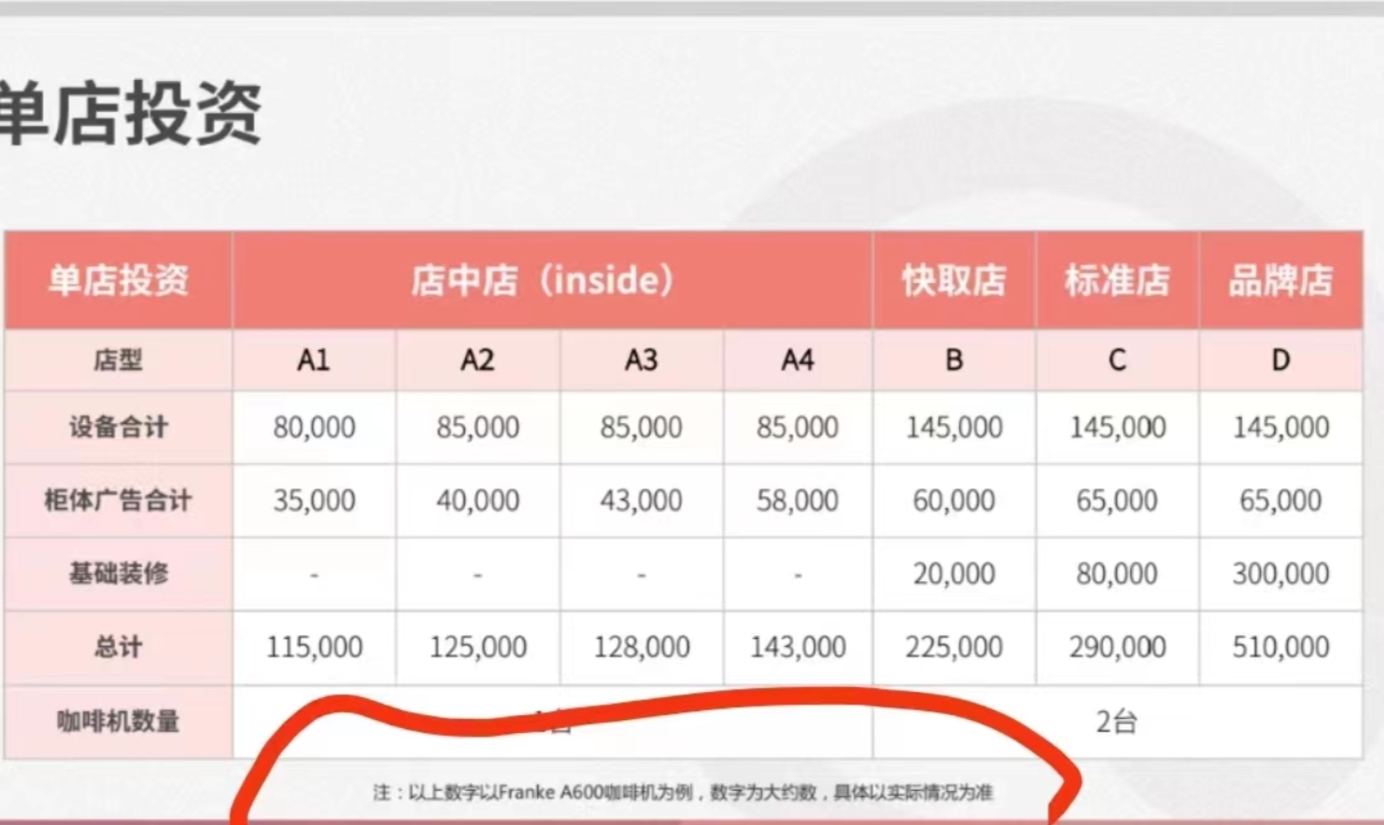 单店投资
单店投资 店中店（inside） 快取店 标准店 品牌店
店型 A1 A2 A3 A4 B C D
设备合计 80,000 85,000 85,000 85,000 145,000 145,000 145,000
柜体广告合计 35,000 40,000 43,000 58,000 60,000 65,000 65,000
基础装修 - - - - 20,000 80,000 300,000
总计 115,000 125,000 128,000 143,000 225,000 290,000 510,000
咖啡机数量 1台 2台
注：以上数字以Franke A600咖啡机为例，数字为大约数，具体以实际情况为准